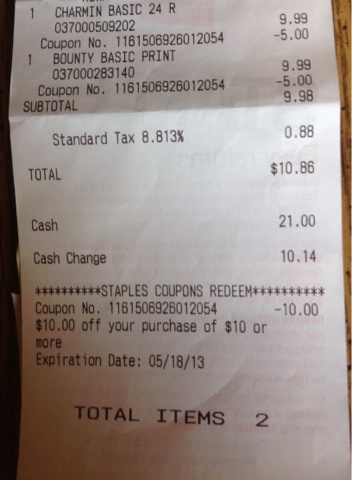 1 CHARMIN BASIC 24 R
037000509202 9.99
Coupon No. 1161506926012054 -5.00
1 BOUNTY BASIC PRINT
037000283140 9.99
Coupon No. 1161506926012054 -5.00
SUBTOTAL 9.98
Standard Tax 8.813% 0.88
TOTAL $10.86
Cash 21.00
Cash Change 10.14
**********STAPLES COUPONS REDEEM**********
Coupon No. 1161506926012054 -10.00
$10.00 off your purchase of $10 or
more
Expiration Date: 05/18/13
TOTAL ITEMS 2